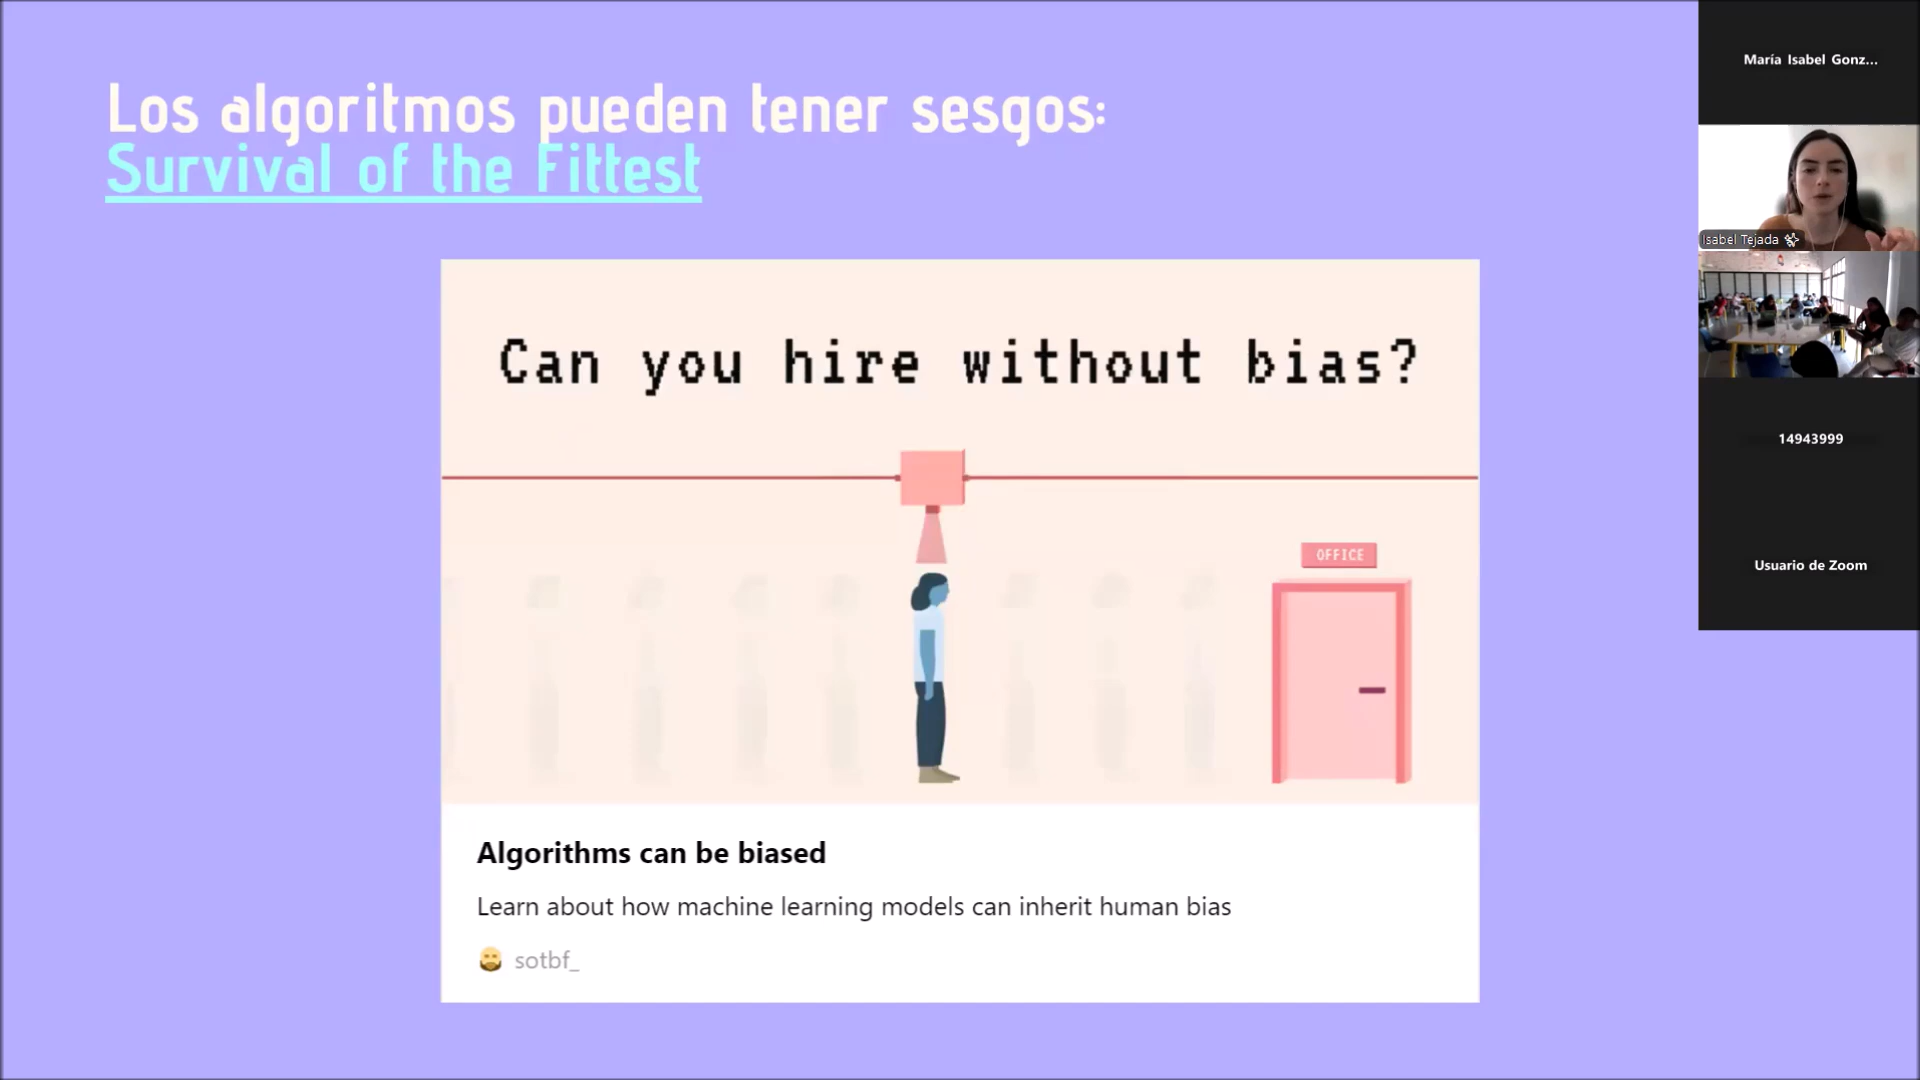 Los algoritmos pueden tener sesgos:
Survival of the Fittest
Can you hire without bias?
OFFICE
Algorithms can be biased
Learn about how machine learning models can inherit human bias
sotbf_
María Isabel Gonz...
Isabel Tejada
14943999
Usuario de Zoom